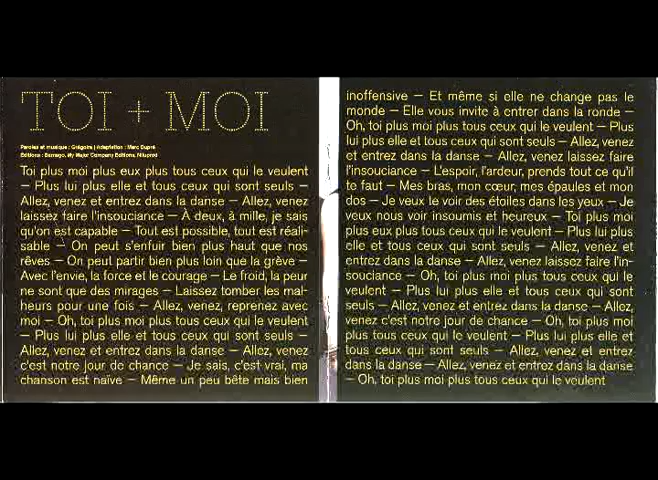 TOI + MOI
Paroles et musique : Grégoire | Adaptation : Marc Dupré
Éditions : Bamago, My Major Company Editions, Niluprod
Toi plus moi plus eux plus tous ceux qui le veulent
– Plus lui plus elle et tous ceux qui sont seuls –
Allez, venez et entrez dans la danse – Allez, venez
laissez faire l'insouciance – À deux, à mille, je sais
qu'on est capable – Tout est possible, tout est réali-
sable – On peut s'enfuir bien plus haut que nos
rêves – On peut partir bien plus loin que la grève –
Avec l'envie, la force et le courage – Le froid, la peur
ne sont que des mirages – Laissez tomber les mal-
heurs pour une fois – Allez, venez, reprenez avec
moi – Oh, toi plus moi plus tous ceux qui le veulent
– Plus lui plus elle et tous ceux qui sont seuls –
Allez, venez et entrez dans la danse – Allez, venez
c'est notre jour de chance – Je sais, c'est vrai, ma
chanson est naïve – Même un peu bête mais bien
inoffensive – Et même si elle ne change pas le
monde – Elle vous invite à entrer dans la ronde –
Oh, toi plus moi plus tous ceux qui le veulent – Plus
lui plus elle et tous ceux qui sont seuls – Allez, venez
et entrez dans la danse – Allez, venez laissez faire
l'insouciance – L'espoir, l'ardeur, prends tout ce qu'il
te faut – Mes bras, mon cœur, mes épaules et mon
dos – Je veux te voir des étoiles dans les yeux – Je
veux nous voir insoumis et heureux – Toi plus moi
plus eux plus tous ceux qui le veulent – Plus lui plus
elle et tous ceux qui sont seuls – Allez, venez et
entrez dans la danse – Allez, venez laissez faire l'in-
souciance – Oh, toi plus moi plus tous ceux qui le
veulent – Plus lui plus elle et tous ceux qui sont
seuls – Allez, venez et entrez dans la danse – Allez,
venez c'est notre jour de chance – Oh, toi plus moi
plus tous ceux qui le veulent – Plus lui plus elle et
tous ceux qui sont seuls – Allez, venez et entrez
dans la danse – Allez, venez et entrez dans la danse
– Oh, toi plus moi plus tous ceux qui le veulent